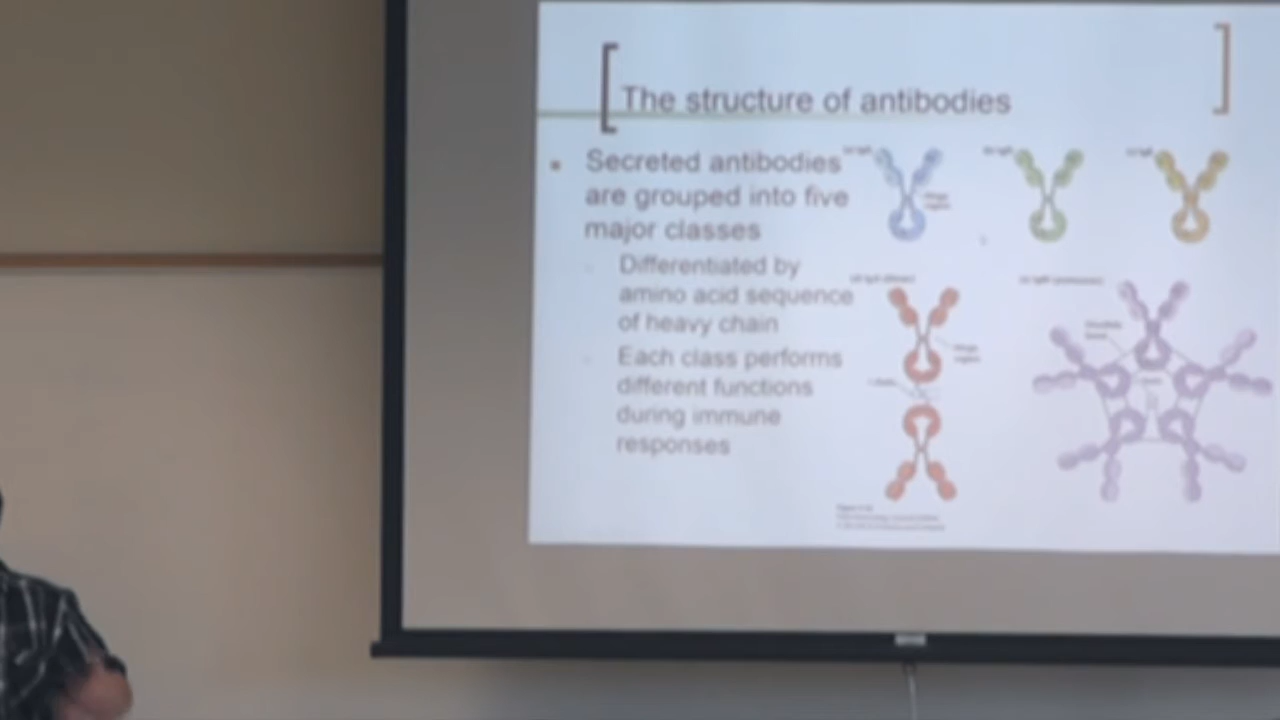 The structure of antibodies
Secreted antibodies
are grouped into five
major classes
Differentiated by
amino acid sequence
of heavy chain
Each class performs
different functions
during immune
responses